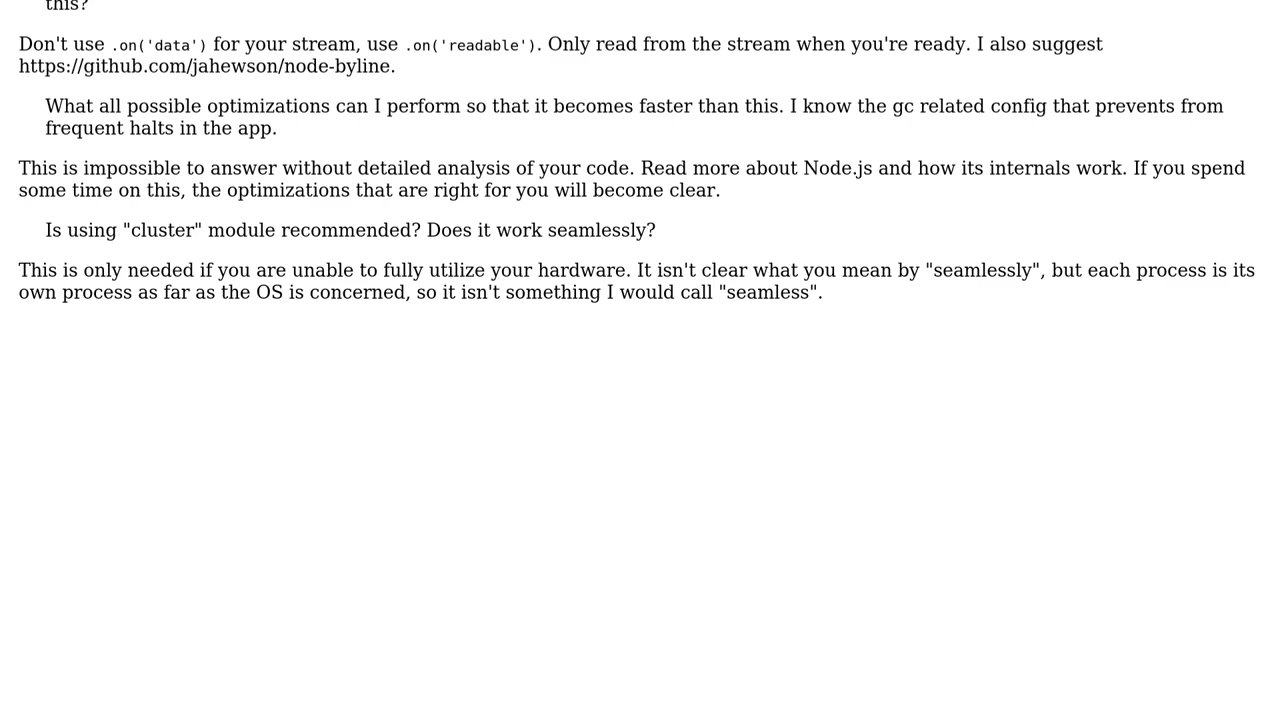 this?
Don't use .on('data') for your stream, use .on('readable'). Only read from the stream when you're ready. I also suggest
https://github.com/jahewson/node-byline.
What all possible optimizations can I perform so that it becomes faster than this. I know the gc related config that prevents from
frequent halts in the app.
This is impossible to answer without detailed analysis of your code. Read more about Node.js and how its internals work. If you spend
some time on this, the optimizations that are right for you will become clear.
Is using "cluster" module recommended? Does it work seamlessly?
This is only needed if you are unable to fully utilize your hardware. It isn't clear what you mean by "seamlessly", but each process is its
own process as far as the OS is concerned, so it isn't something I would call "seamless".